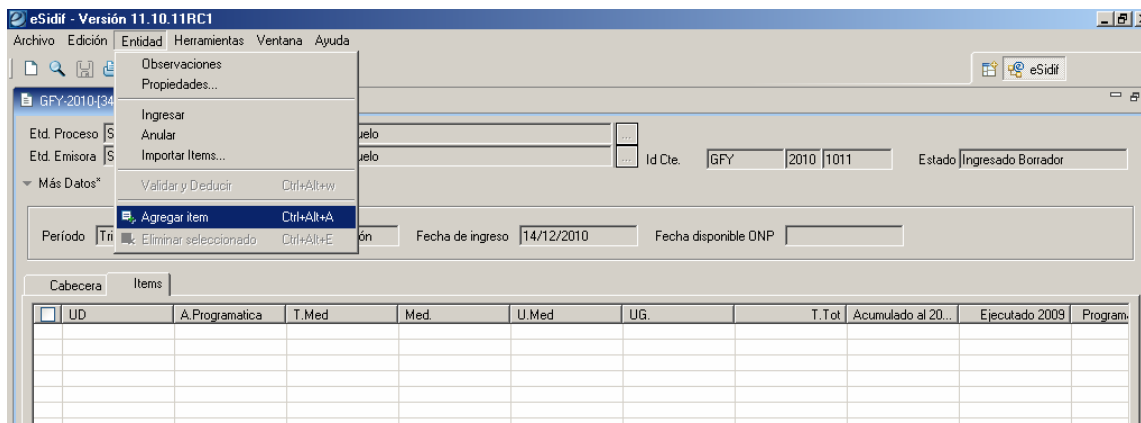 eSidif - Versión 11.10.11RC1
Archivo Edición Entidad Herramientas Ventana Ayuda
eSidif
Observaciones
Propiedades...
Ingresar
Anular
Importar Items...
Validar y Deducir Ctrl+Alt+w
Agregar item Ctrl+Alt+A
Eliminar seleccionado Ctrl+Alt+E
GFY-2010-[34
Etd. Proceso S uelo ...
Etd. Emisora S uelo ... Id Cte. GFY 2010 1011 Estado Ingresado Borrador
Más Datos*
Período Tri ón Fecha de ingreso 14/12/2010 Fecha disponible ONP
Cabecera Items
UD A.Programatica T.Med Med. U.Med UG. T.Tot Acumulado al 20... Ejecutado 2009 Program